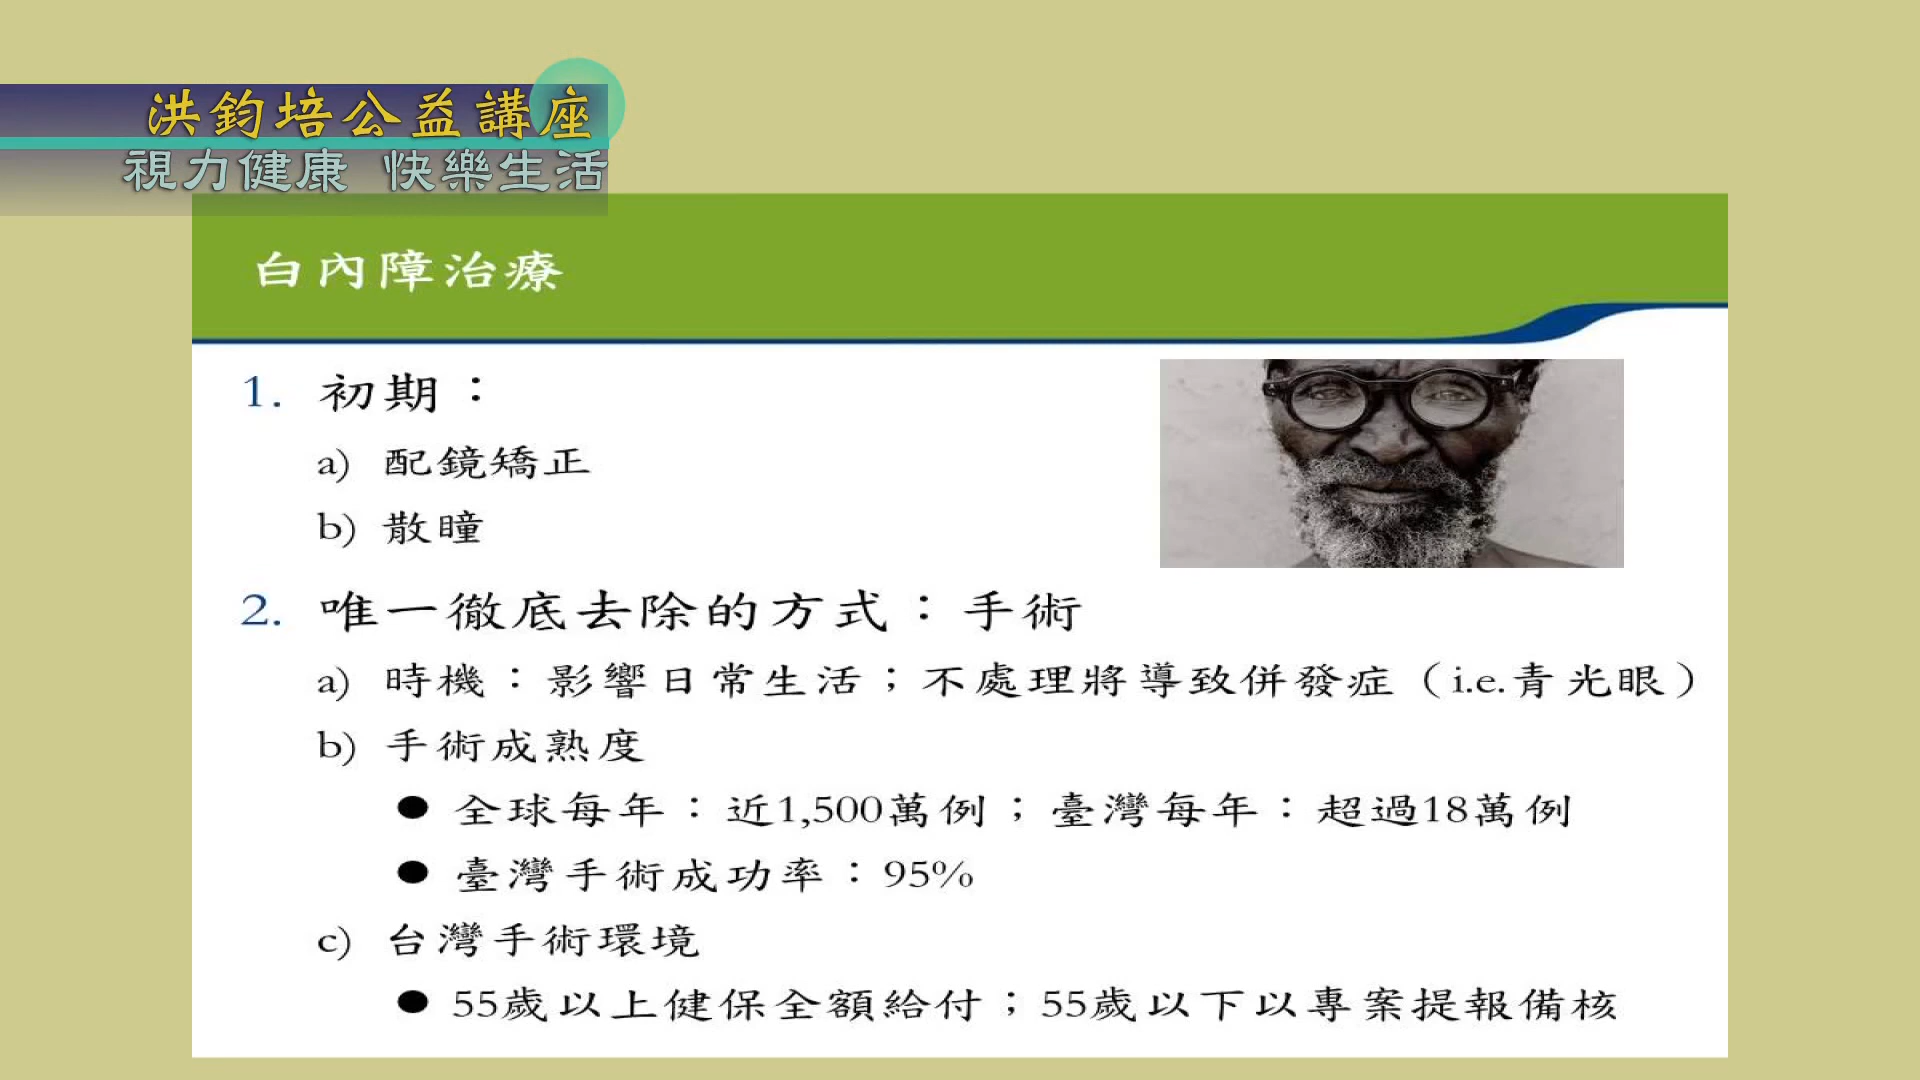 洪鈞培公益講座
視力健康 快樂生活
白內障治療
1. 初期：
a) 配鏡矯正
b) 散瞳
2. 唯一徹底去除的方式：手術
a) 時機：影響日常生活；不處理將導致併發症（i.e.青光眼）
b) 手術成熟度
● 全球每年：近1,500萬例；臺灣每年：超過18萬例
● 臺灣手術成功率：95%
c) 台灣手術環境
● 55歲以上健保全額給付；55歲以下以專案提報備核